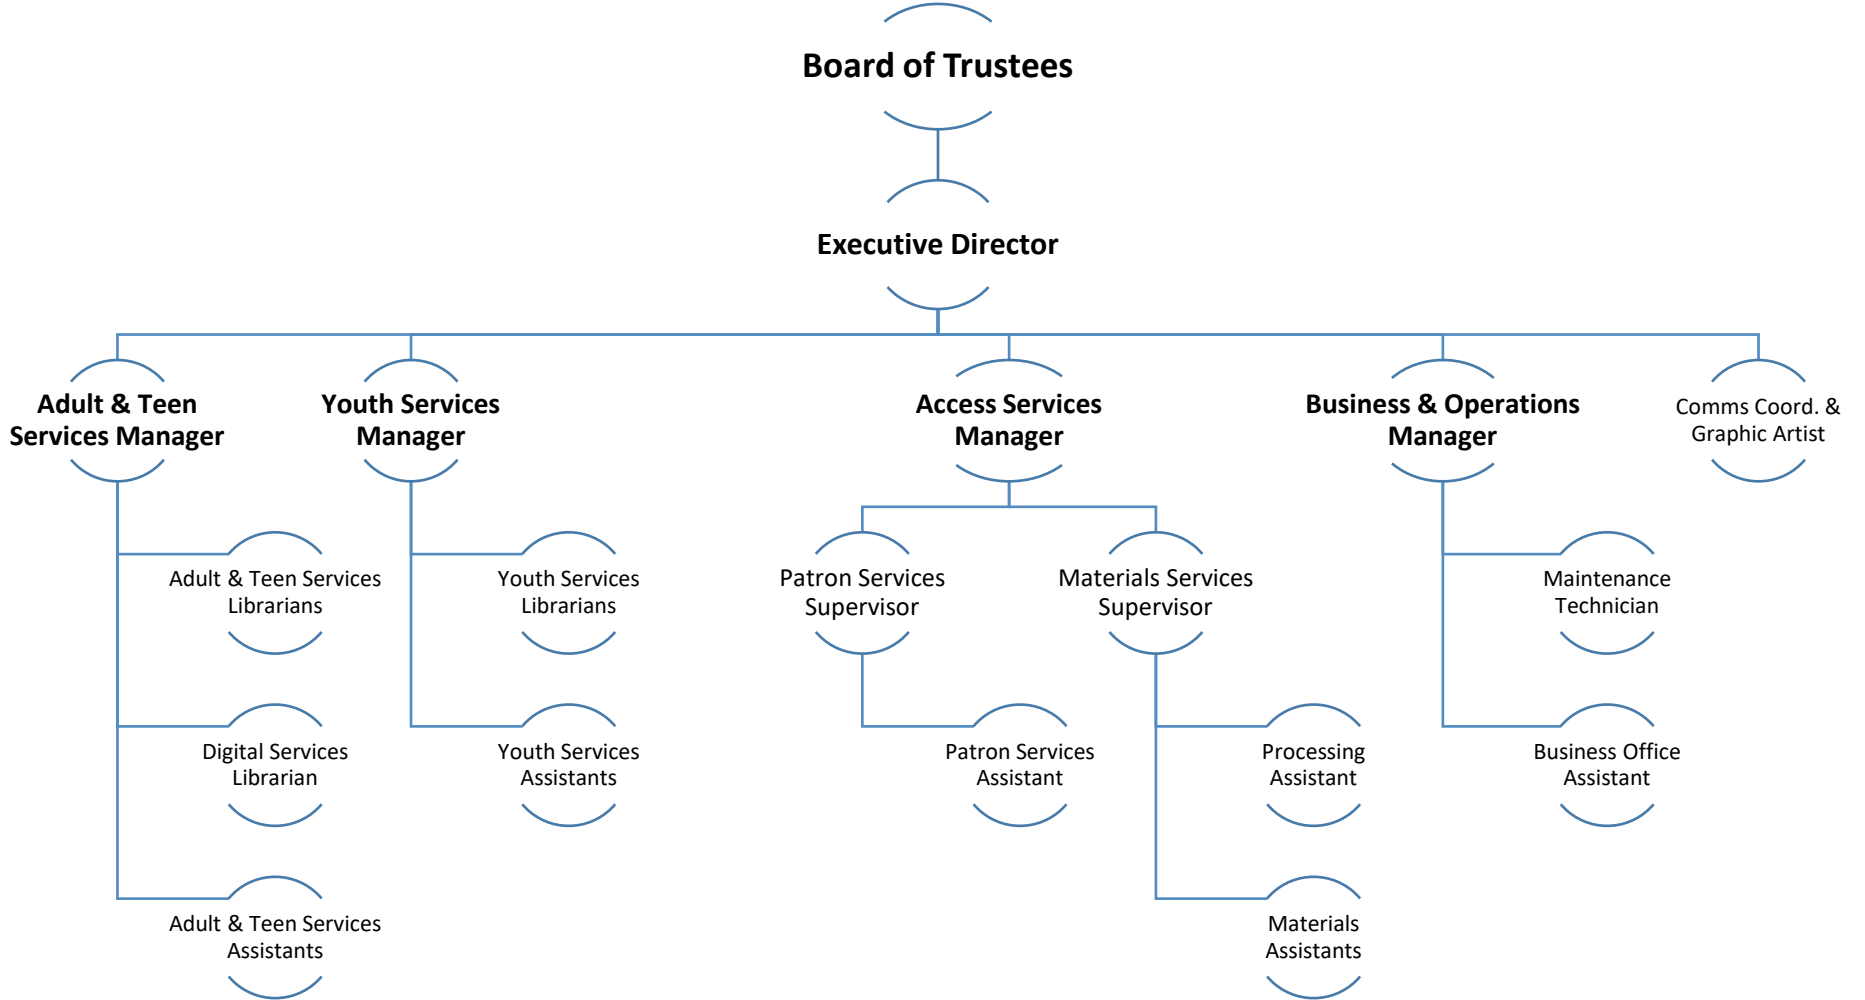 Board of Trustees
Executive Director
Adult & Teen
Services Manager
Youth Services
Manager
Access Services
Manager
Business & Operations
Manager
Comms Coord. &
Graphic Artist
Adult & Teen Services
Librarians
Youth Services
Librarians
Patron Services
Supervisor
Materials Services
Supervisor
Maintenance
Technician
Digital Services
Librarian
Youth Services
Assistants
Patron Services
Assistant
Processing
Assistant
Business Office
Assistant
Adult & Teen Services
Assistants
Materials
Assistants